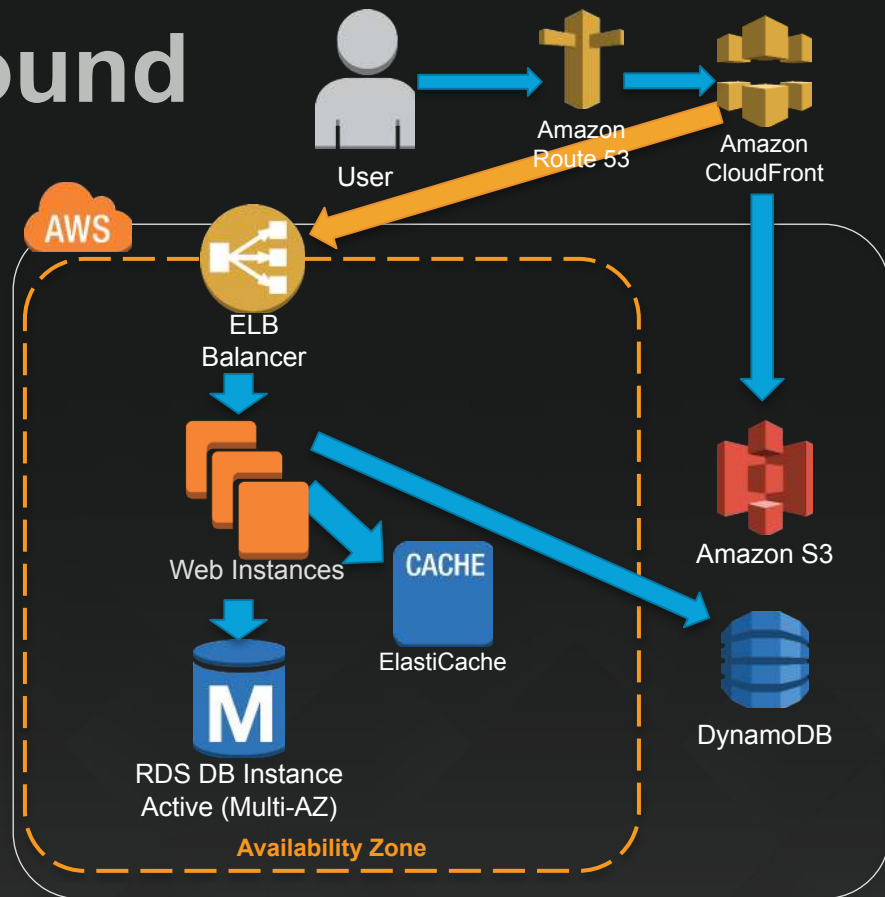 ound
User
Amazon
Route 53
Amazon
CloudFront
AWS
ELB
Balancer
Web Instances
CACHE
ElastiCache
Amazon S3
DynamoDB
M
RDS DB Instance
Active (Multi-AZ)
Availability Zone